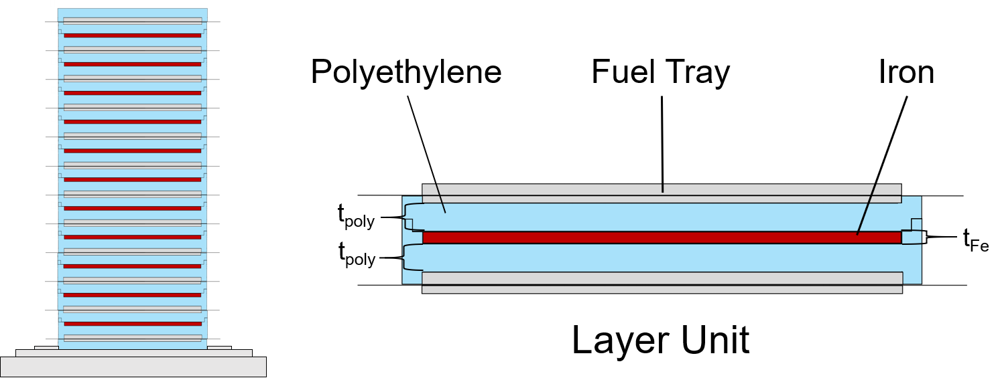 Polyethylene
Fuel Tray
Iron
tpoly
tpoly
tFe
Layer Unit